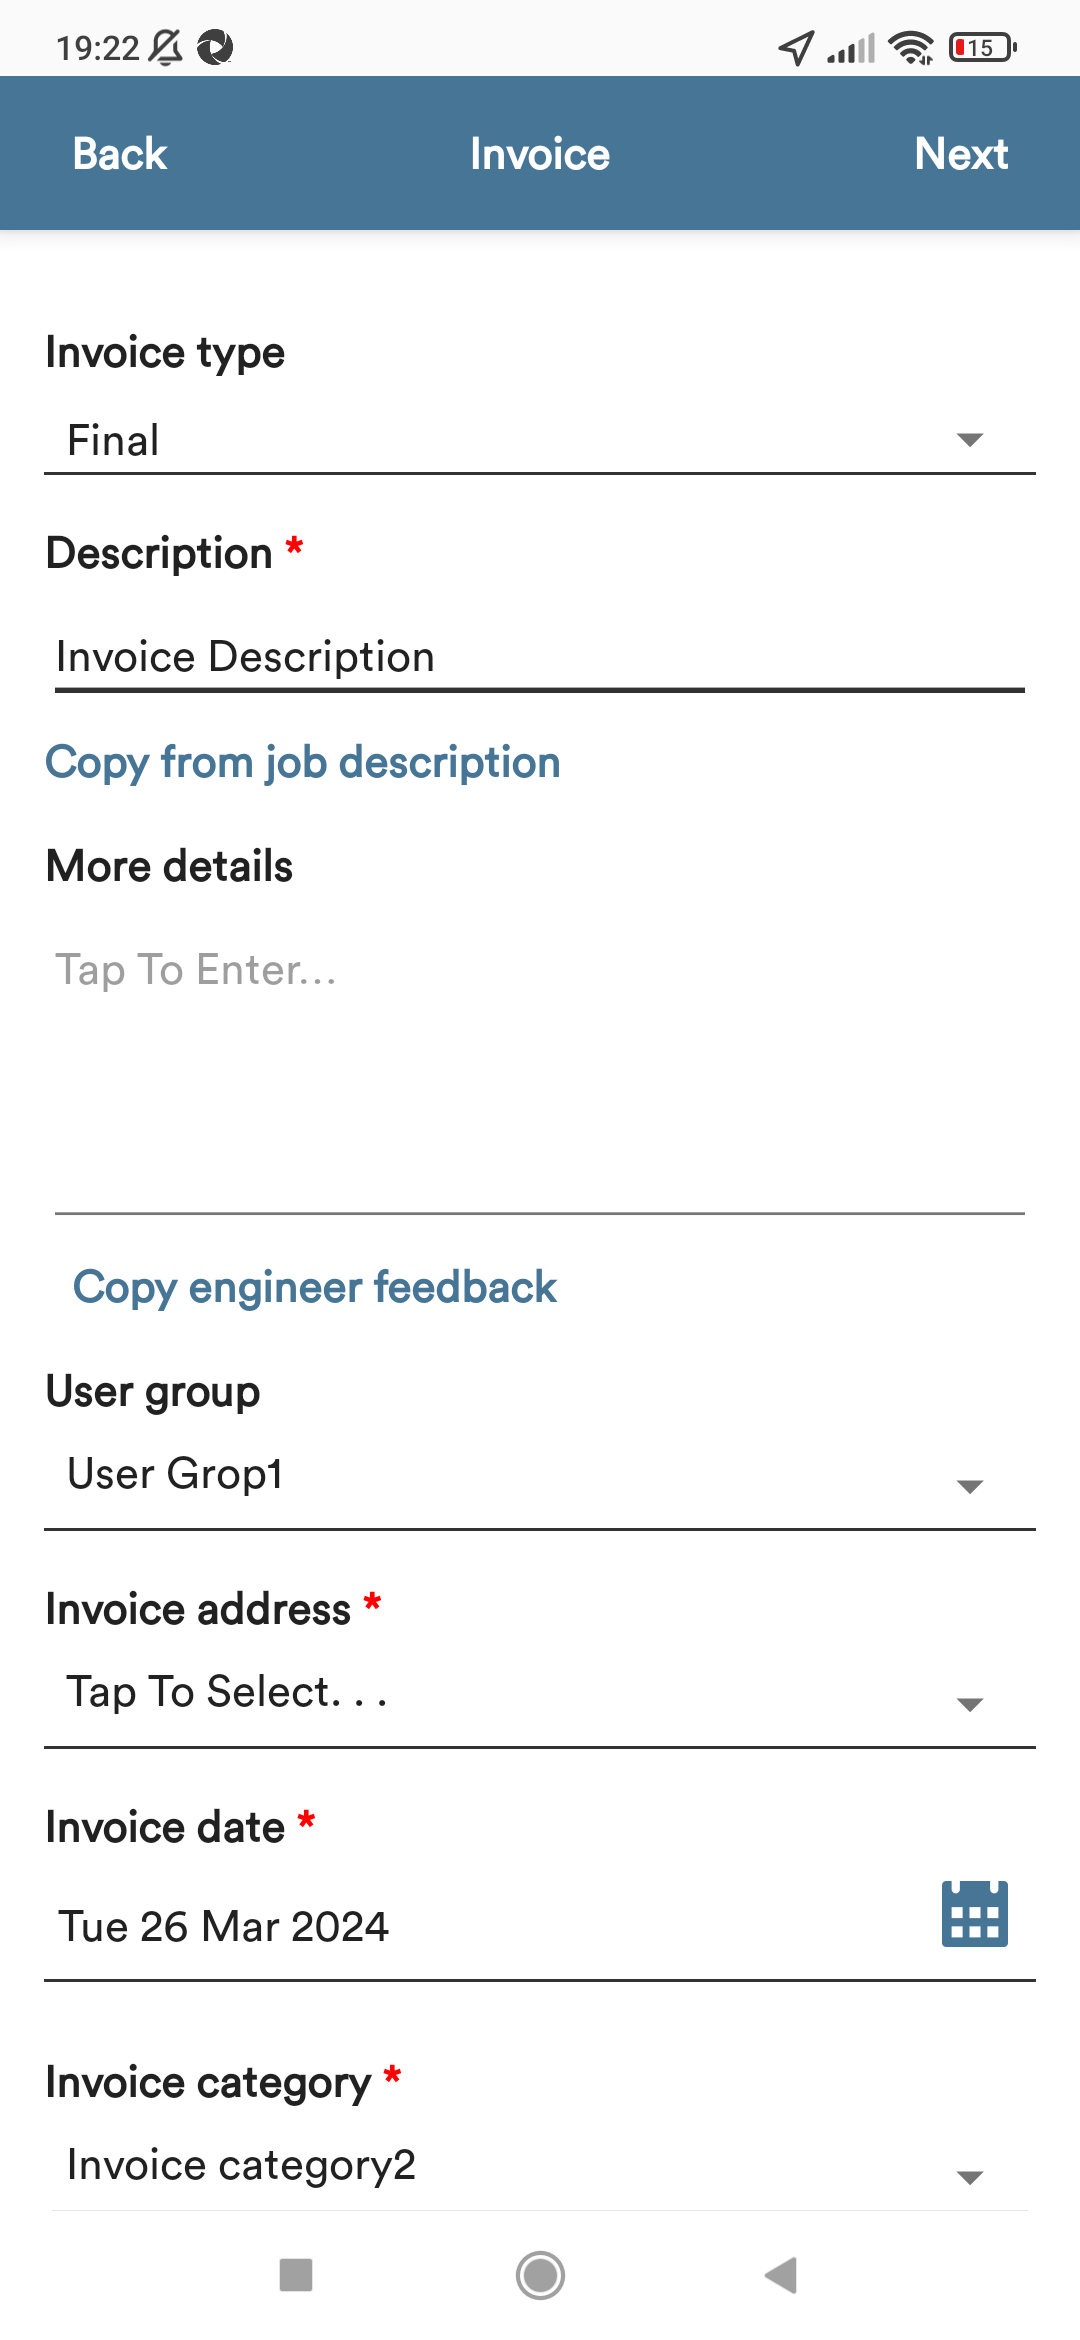 19:22
15
Back Invoice Next
Invoice type
Final
Description *
Invoice Description
Copy from job description
More details
Tap To Enter...
Copy engineer feedback
User group
User Grop1
Invoice address *
Tap To Select. . .
Invoice date *
Tue 26 Mar 2024
Invoice category *
Invoice category2